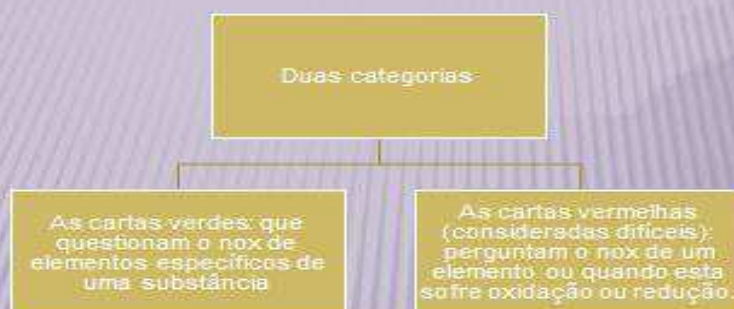 Duas categorias
As cartas verdes: que
questionam o nox de
elementos específicos de
uma substância
As cartas vermelhas
(consideradas difíceis):
perguntam o nox de um
elemento ou quando esta
sofre oxidação ou redução.